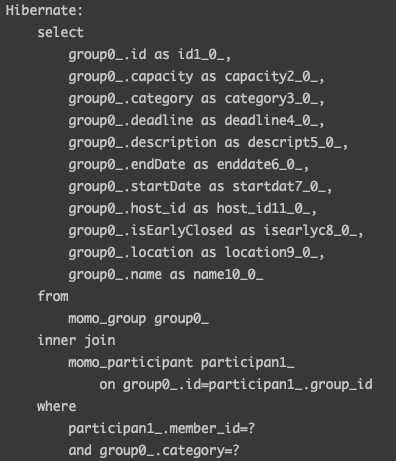 Hibernate:
    select
        group0_.id as id1_0_,
        group0_.capacity as capacity2_0_,
        group0_.category as category3_0_,
        group0_.deadline as deadline4_0_,
        group0_.description as descript5_0_,
        group0_.endDate as enddate6_0_,
        group0_.startDate as startdat7_0_,
        group0_.host_id as host_id11_0_,
        group0_.isEarlyClosed as isearlyc8_0_,
        group0_.location as location9_0_,
        group0_.name as name10_0_
    from
        momo_group group0_
    inner join
        momo_participant participant1_
            on group0_.id=participant1_.group_id
    where
        participant1_.member_id=?
        and group0_.category=?